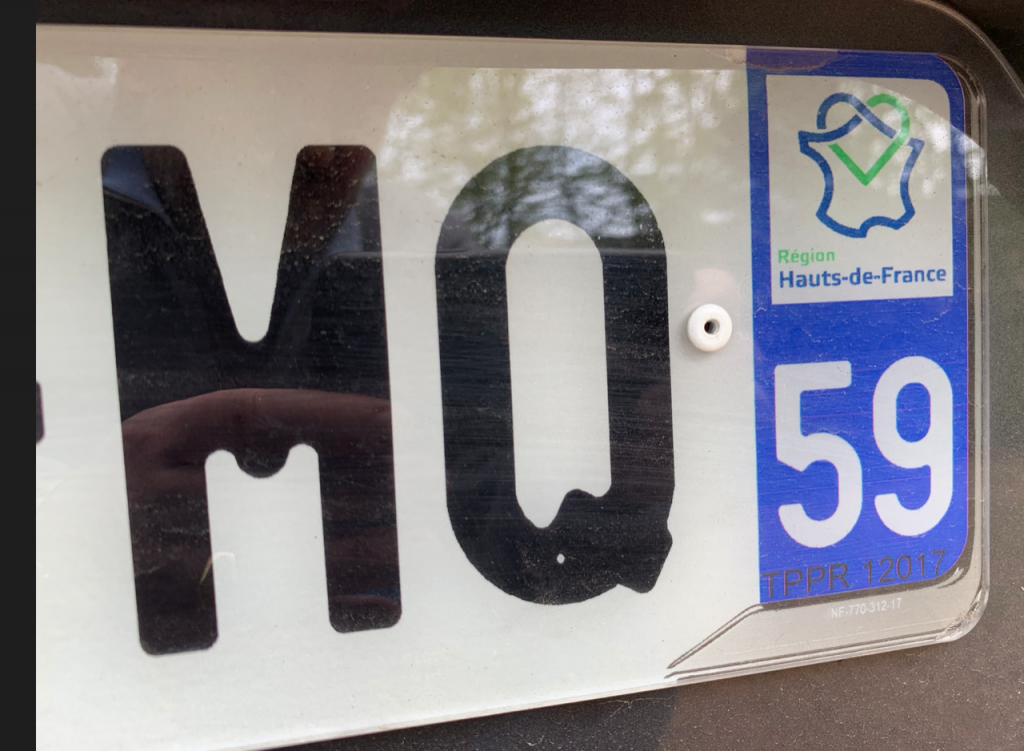 MQ
Région
Hauts-de-France
59
TPPR 12017
NF-770-312-17